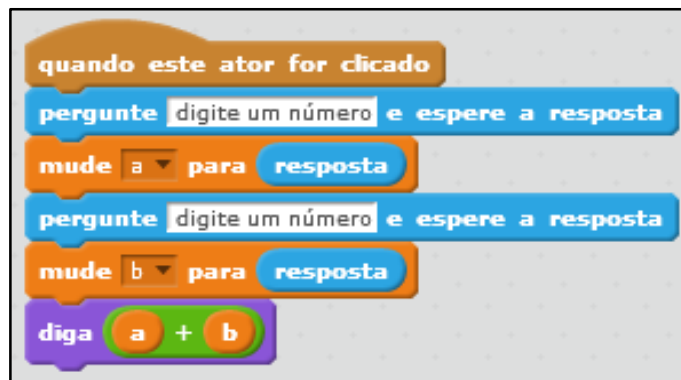 quando este ator for clicado
pergunte digite um número e espere a resposta
mude a para resposta
pergunte digite um número e espere a resposta
mude b para resposta
diga a + b